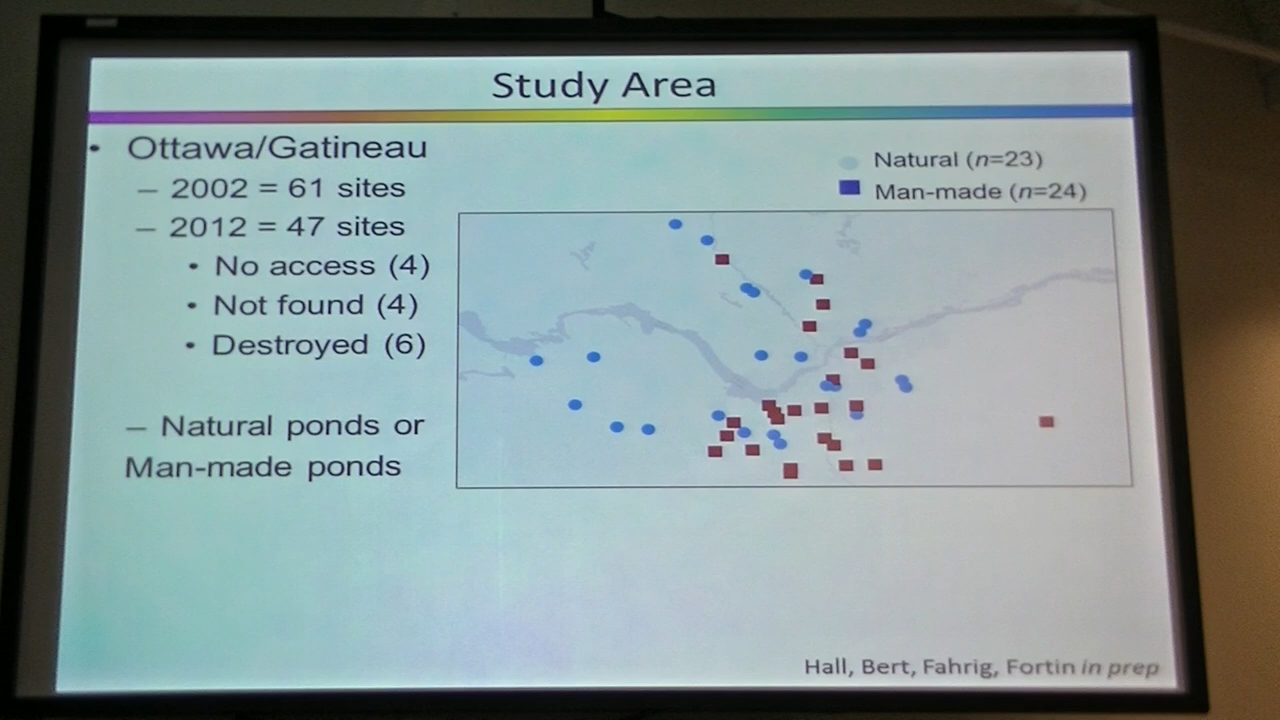 Study Area
• Ottawa/Gatineau
– 2002 = 61 sites
– 2012 = 47 sites
• No access (4)
• Not found (4)
• Destroyed (6)
– Natural ponds or
Man-made ponds
Natural (n=23)
Man-made (n=24)
Hall, Bert, Fahrig, Fortin in prep